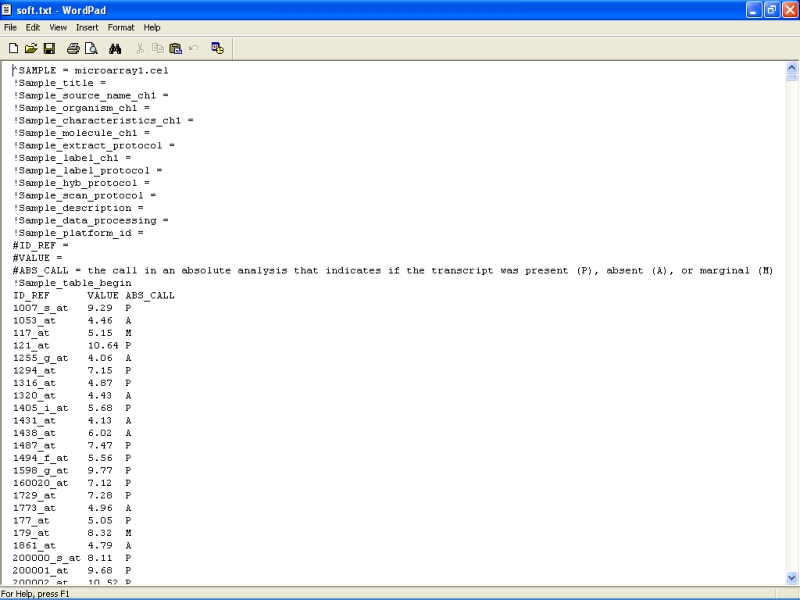 soft.txt - WordPad
File Edit View Insert Format Help
^SAMPLE = microarray1.cel
!Sample_title =
!Sample_source_name_ch1 =
!Sample_organism_ch1 =
!Sample_characteristics_ch1 =
!Sample_molecule_ch1 =
!Sample_extract_protocol =
!Sample_label_ch1 =
!Sample_label_protocol =
!Sample_hyb_protocol =
!Sample_scan_protocol =
!Sample_description =
!Sample_data_processing =
!Sample_platform_id =
#ID_REF =
#VALUE =
#ABS_CALL = the call in an absolute analysis that indicates if the transcript was present (P), absent (A), or marginal (M)
!Sample_table_begin
ID_REF VALUE ABS_CALL
1007_s_at 9.29 P
1053_at 4.46 A
117_at 5.15 M
121_at 10.64 P
1255_g_at 4.06 A
1294_at 7.15 P
1316_at 4.87 P
1320_at 4.43 A
1405_i_at 5.68 P
1431_at 4.13 A
1438_at 6.02 A
1487_at 7.47 P
1494_f_at 5.56 P
1598_g_at 9.77 P
160020_at 7.12 P
1729_at 7.28 P
1773_at 4.96 A
177_at 5.05 P
179_at 8.32 M
1861_at 4.79 A
200000_s_at 8.11 P
200001_at 9.68 P
200002_at 10.52 P
For Help, press F1